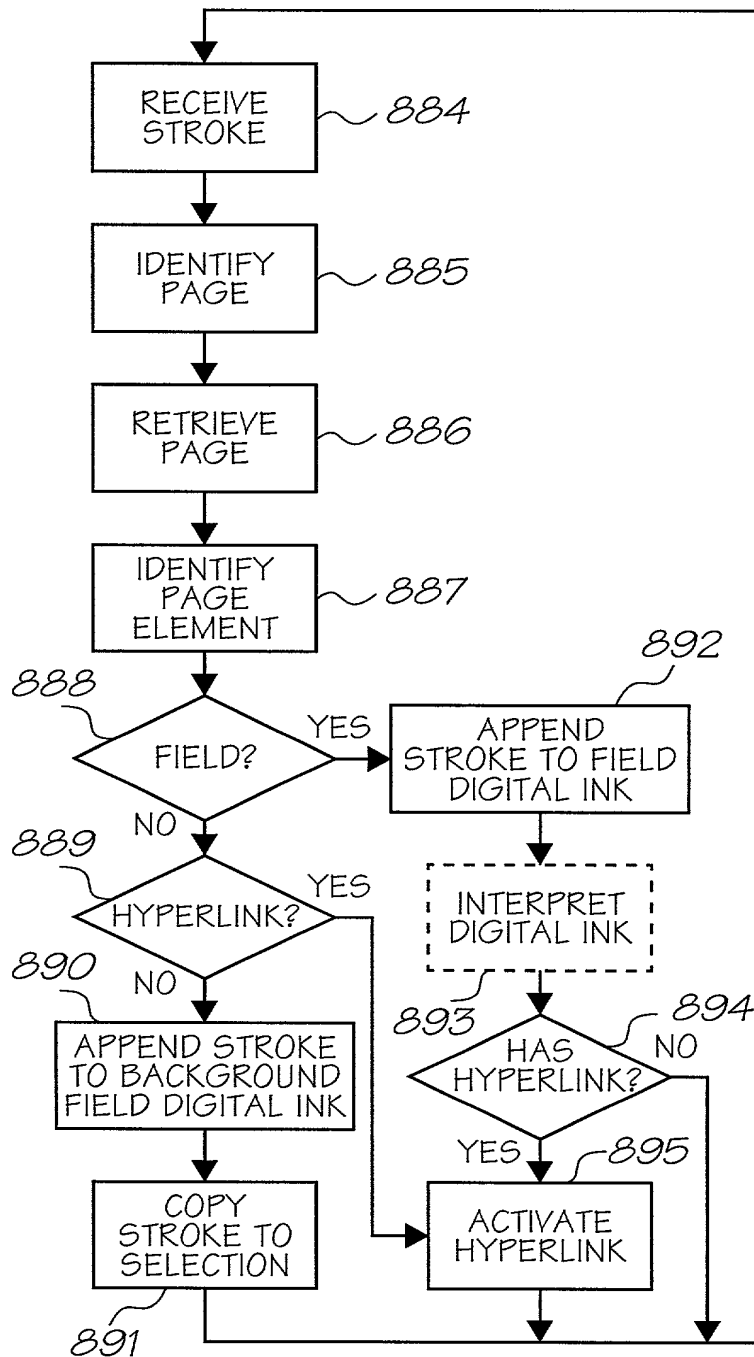 RECEIVE
STROKE
884
IDENTIFY
PAGE
885
RETRIEVE
PAGE
886
IDENTIFY
PAGE
ELEMENT
887
888
FIELD?
YES
NO
892
APPEND
STROKE TO FIELD
DIGITAL INK
889
HYPERLINK?
YES
NO
INTERPRET
DIGITAL INK
893
890
APPEND STROKE
TO BACKGROUND
FIELD DIGITAL INK
894
HAS
HYPERLINK?
NO
YES
895
COPY
STROKE TO
SELECTION
891
ACTIVATE
HYPERLINK